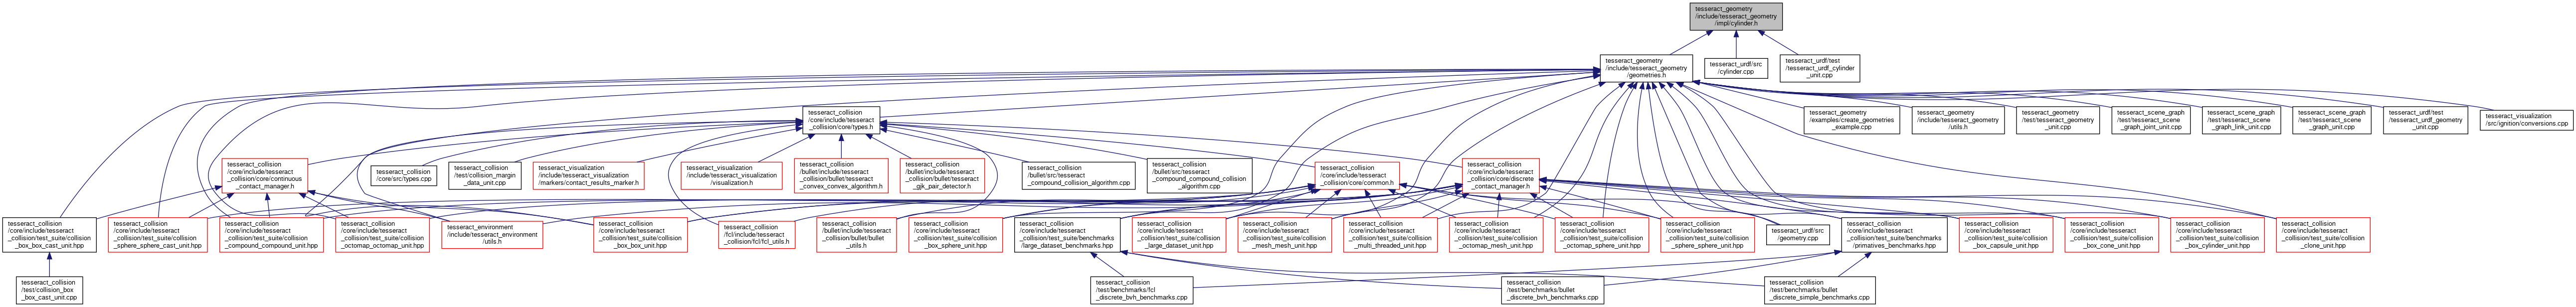 tesseract_geometry
/include/tesseract_geometry
/impl/cylinder.h
tesseract_geometry
/include/tesseract_geometry
/geometries.h
tesseract_urdf/src
/cylinder.cpp
tesseract_urdf/test
/tesseract_urdf_cylinder
_unit.cpp
tesseract_collision
/core/include/tesseract
_collision/core/types.h
tesseract_geometry
/examples/create_geometries
_example.cpp
tesseract_geometry
/include/tesseract_geometry
/utils.h
tesseract_geometry
/test/tesseract_geometry
_unit.cpp
tesseract_scene_graph
/test/tesseract_scene
_graph_joint_unit.cpp
tesseract_scene_graph
/test/tesseract_scene
_graph_link_unit.cpp
tesseract_scene_graph
/test/tesseract_scene
_graph_unit.cpp
tesseract_urdf/test
/tesseract_urdf_geometry
_unit.cpp
tesseract_visualization
/src/ignition/conversions.cpp
tesseract_collision
/core/include/tesseract
_collision/core/continuous
_contact_manager.h
tesseract_collision
/core/src/types.cpp
tesseract_collision
/test/collision_margin
_data_unit.cpp
tesseract_visualization
/include/tesseract_visualization
/markers/contact_results_marker.h
tesseract_visualization
/include/tesseract_visualization
/visualization.h
tesseract_collision
/bullet/include/tesseract
_collision/bullet/tesseract
_convex_convex_algorithm.h
tesseract_collision
/bullet/include/tesseract
_collision/bullet/tesseract
_gjk_pair_detector.h
tesseract_collision
/bullet/src/tesseract
_compound_collision_algorithm.cpp
tesseract_collision
/bullet/src/tesseract
_compound_compound_collision
_algorithm.cpp
tesseract_collision
/core/include/tesseract
_collision/core/common.h
tesseract_collision
/core/include/tesseract
_collision/core/discrete
_contact_manager.h
tesseract_collision
/core/include/tesseract
_collision/test_suite/collision
_box_box_cast_unit.hpp
tesseract_collision
/core/include/tesseract
_collision/test_suite/collision
_sphere_sphere_cast_unit.hpp
tesseract_collision
/core/include/tesseract
_collision/test_suite/collision
_compound_compound_unit.hpp
tesseract_collision
/core/include/tesseract
_collision/test_suite/collision
_octomap_octomap_unit.hpp
tesseract_environment
/include/tesseract_environment
/utils.h
tesseract_collision
/core/include/tesseract
_collision/test_suite/collision
_box_box_unit.hpp
tesseract_collision
/fcl/include/tesseract
_collision/fcl/fcl_utils.h
tesseract_collision
/bullet/include/tesseract
_collision/bullet/bullet
_utils.h
tesseract_collision
/core/include/tesseract
_collision/test_suite/collision
_box_sphere_unit.hpp
tesseract_collision
/core/include/tesseract
_collision/test_suite/benchmarks
/large_dataset_benchmarks.hpp
tesseract_collision
/core/include/tesseract
_collision/test_suite/collision
_large_dataset_unit.hpp
tesseract_collision
/core/include/tesseract
_collision/test_suite/collision
_mesh_mesh_unit.hpp
tesseract_collision
/core/include/tesseract
_collision/test_suite/collision
_multi_threaded_unit.hpp
tesseract_collision
/core/include/tesseract
_collision/test_suite/collision
_octomap_mesh_unit.hpp
tesseract_collision
/core/include/tesseract
_collision/test_suite/collision
_octomap_sphere_unit.hpp
tesseract_collision
/core/include/tesseract
_collision/test_suite/collision
_sphere_sphere_unit.hpp
tesseract_urdf/src
/geometry.cpp
tesseract_collision
/core/include/tesseract
_collision/test_suite/benchmarks
/primatives_benchmarks.hpp
tesseract_collision
/core/include/tesseract
_collision/test_suite/collision
_box_capsule_unit.hpp
tesseract_collision
/core/include/tesseract
_collision/test_suite/collision
_box_cone_unit.hpp
tesseract_collision
/core/include/tesseract
_collision/test_suite/collision
_box_cylinder_unit.hpp
tesseract_collision
/core/include/tesseract
_collision/test_suite/collision
_clone_unit.hpp
tesseract_collision
/test/collision_box
_box_cast_unit.cpp
tesseract_collision
/test/benchmarks/fcl
_discrete_bvh_benchmarks.cpp
tesseract_collision
/test/benchmarks/bullet
_discrete_bvh_benchmarks.cpp
tesseract_collision
/test/benchmarks/bullet
_discrete_simple_benchmarks.cpp